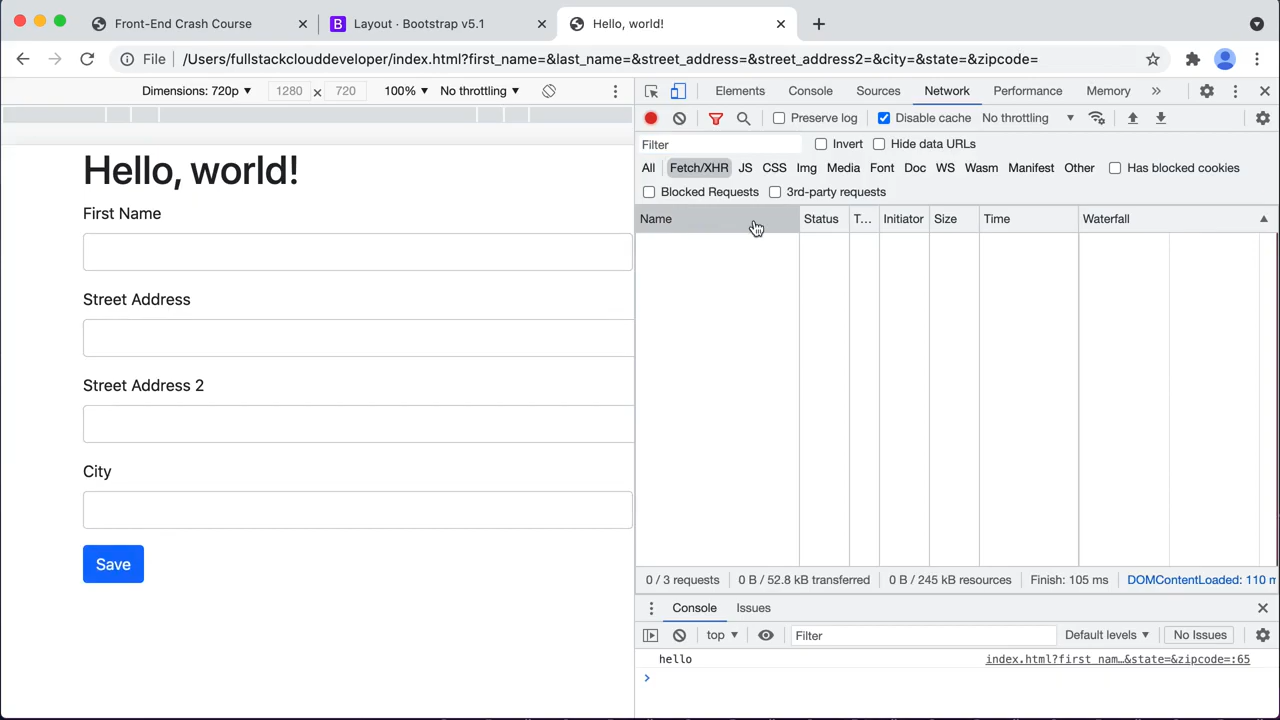 Front-End Crash Course
Layout · Bootstrap v5.1
Hello, world!
File
/Users/fullstackclouddeveloper/index.html?first_name=&last_name=&street_address=&street_address2=&city=&state=&zipcode=
Dimensions: 720p ▼ 1280 × 720 100% ▼ No throttling ▼
Elements Console Sources Network Performance Memory »
Preserve log Disable cache No throttling ▼
Filter Invert Hide data URLs
All Fetch/XHR JS CSS Img Media Font Doc WS Wasm Manifest Other Has blocked cookies
Blocked Requests 3rd-party requests
Name Status T... Initiator Size Time Waterfall
Hello, world!
First Name
Street Address
Street Address 2
City
Save
0 / 3 requests 0 B / 52.8 kB transferred 0 B / 245 kB resources Finish: 105 ms DOMContentLoaded: 110 m
Console Issues
top ▼ Filter Default levels ▼ No Issues
hello index.html?first_nam…&state=&zipcode=:65